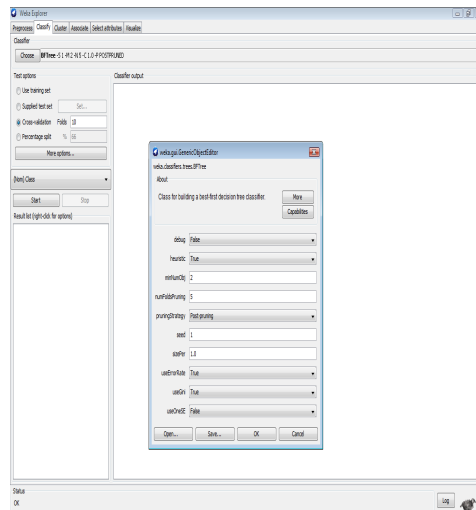 Weka Explorer
Preprocess Classify Cluster Associate Select attributes Visualize
Classifier
Choose BFTree -S 1 -M 2 -N 5 -C 1.0 -P POSTPRUNED
Test options
Use training set
Supplied test set Set...
Cross-validation Folds 10
Percentage split % 66
More options...
(Nom) Class
Start Stop
Result list (right-click for options)
Classifier output
weka.gui.GenericObjectEditor
weka.classifiers.trees.BFTree
About
Class for building a best-first decision tree classifier.
More
Capabilities
debug False
heuristic True
minNumObj 2
numFoldsPruning 5
pruningStrategy Post-pruning
seed 1
sizePer 1.0
useErrorRate True
useGini True
useOneSE False
Open... Save... OK Cancel
Status
OK
Log